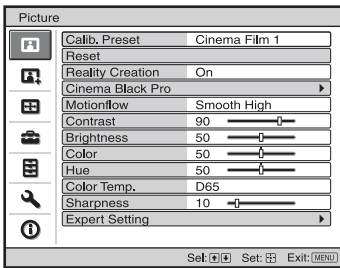 Picture
Calib. Preset Cinema Film 1
Reset
Reality Creation On
Cinema Black Pro
Motionflow Smooth High
Contrast 90
Brightness 50
Color 50
Hue 50
Color Temp. D65
Sharpness 10
Expert Setting
Sel: Set: Exit: MENU